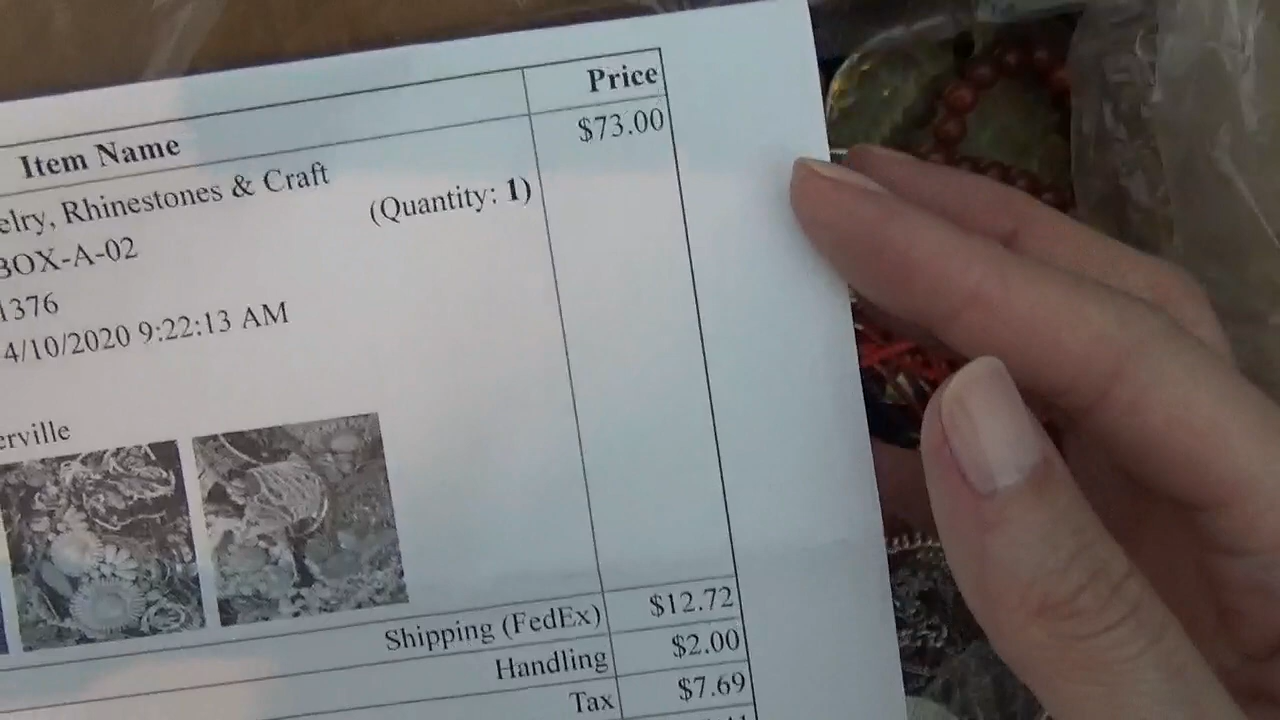 Item Name Price
elry, Rhinestones & Craft $73.00
(Quantity: 1)
BOX-A-02
1376
4/10/2020 9:22:13 AM
erville
Shipping (FedEx) $12.72
Handling $2.00
Tax $7.69